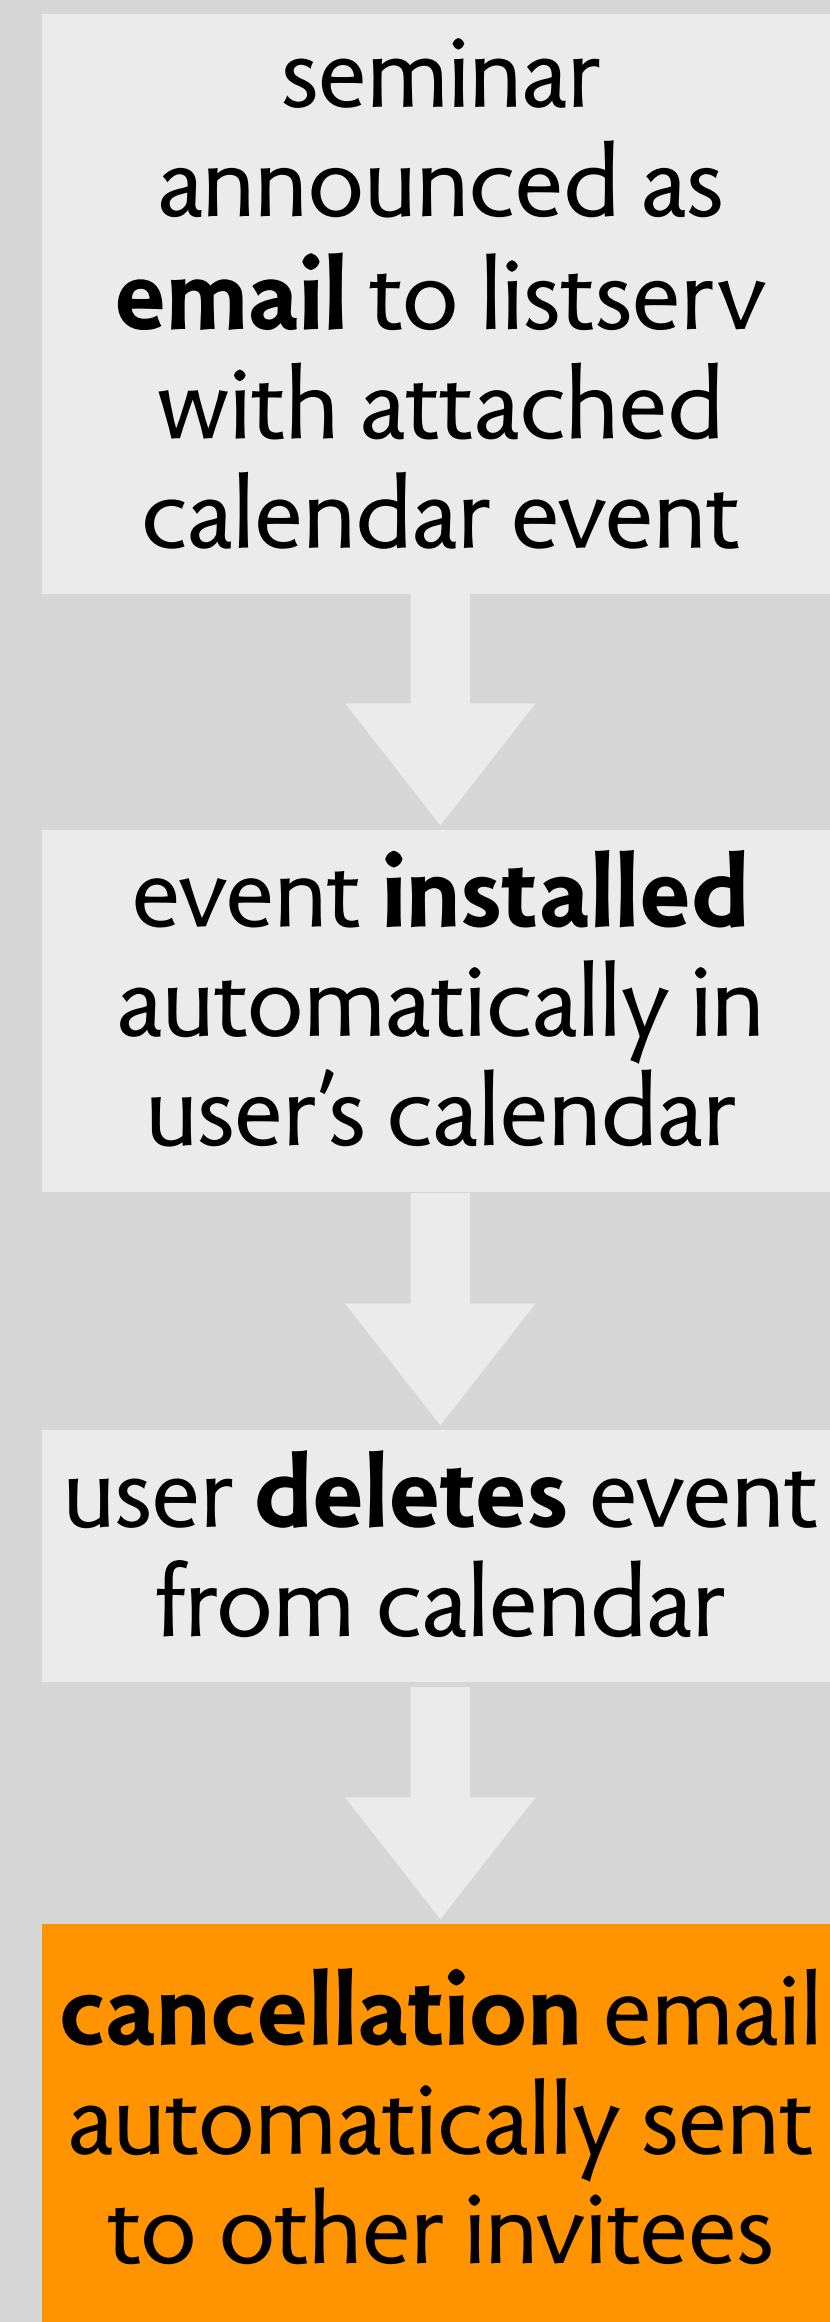 seminar
announced as
email to listserv
with attached
calendar event
event installed
automatically in
user’s calendar
user deletes event
from calendar
cancellation email
automatically sent
to other invitees